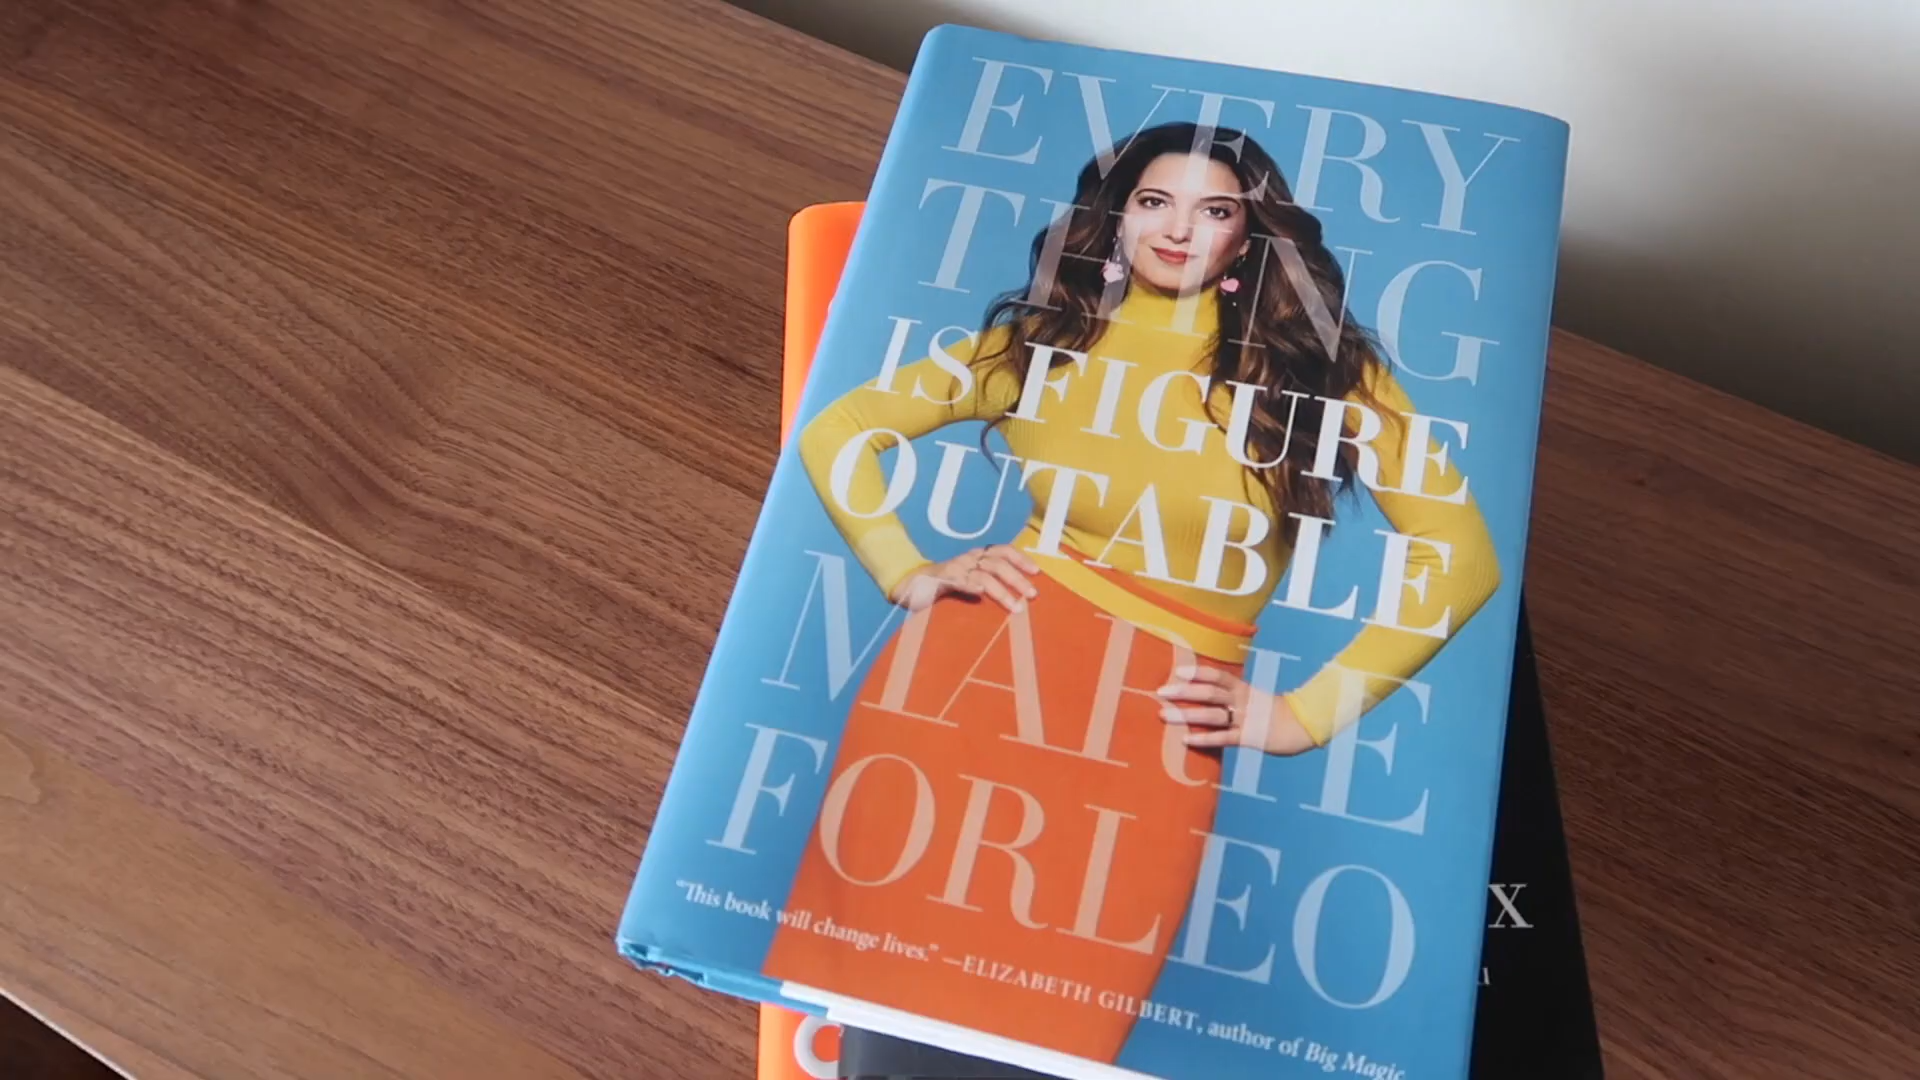 EVERY
THING
IS FIGURE
OUTABLE
MARIE
FORLEO
"This book will change lives." —ELIZABETH GILBERT, author of Big Magic
X